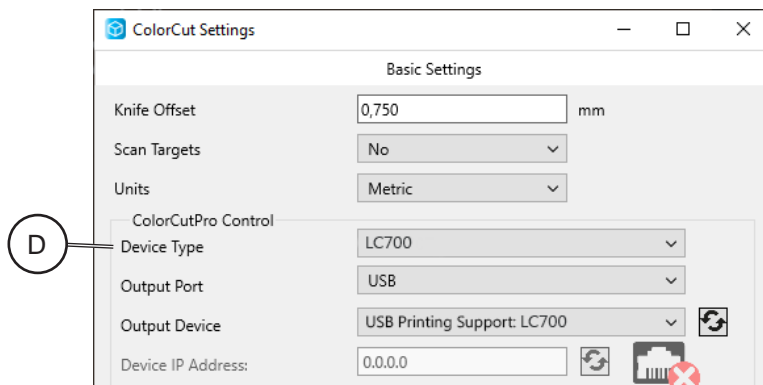 ColorCut Settings
Basic Settings
Knife Offset 0,750 mm
Scan Targets No
Units Metric
ColorCutPro Control
D Device Type LC700
Output Port USB
Output Device USB Printing Support: LC700
Device IP Address: 0.0.0.0